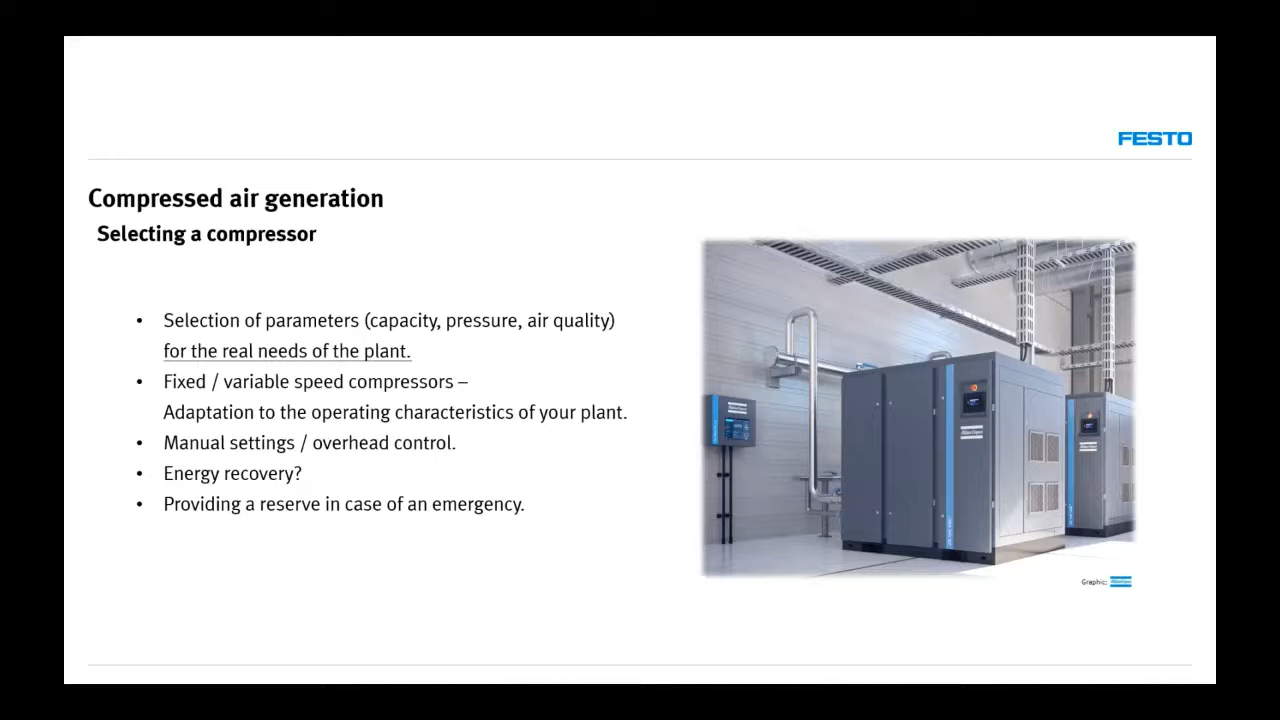 FESTO
Compressed air generation
Selecting a compressor
• Selection of parameters (capacity, pressure, air quality)
for the real needs of the plant.
• Fixed / variable speed compressors –
Adaptation to the operating characteristics of your plant.
• Manual settings / overhead control.
• Energy recovery?
• Providing a reserve in case of an emergency.
Graphic: